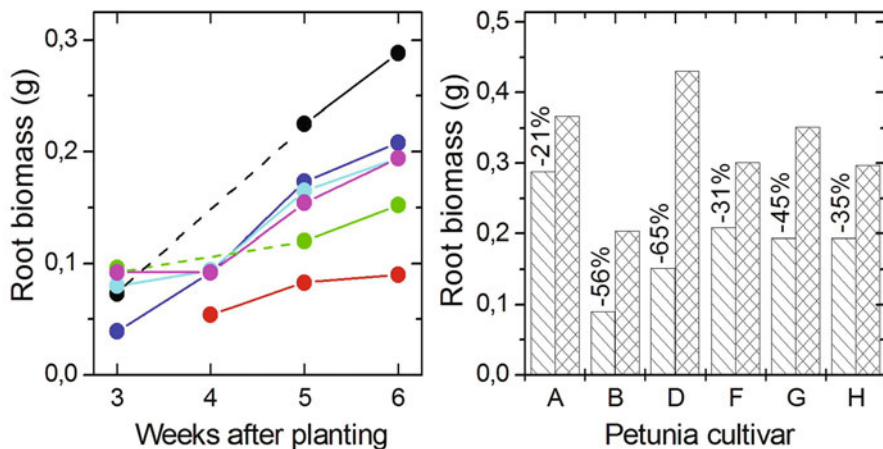 0,3
0,2
0,1
0,0
Root biomass (g)
3 4 5 6
Weeks after planting
0,5
0,4
0,3
0,2
0,1
0,0
Root biomass (g)
-21%
-56%
-65%
-31%
-45%
-35%
A B D F G H
Petunia cultivar